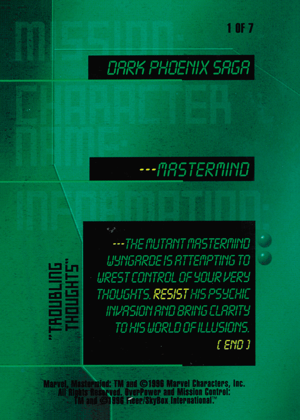 1 OF 7
MISSION:
DARK PHOENIX SAGA
CHARACTER
NAME:
---MASTERMIND
INFORMATION:
---THE MUTANT MASTERMIND
WYNGARDE IS ATTEMPTING TO
WREST CONTROL OF YOUR VERY
THOUGHTS. RESIST HIS PSYCHIC
INVASION AND BRING CLARITY
TO HIS WORLD OF ILLUSIONS.
[ END ]
"TROUBLING
THOUGHTS"
Marvel, Mastermind: TM and ©1996 Marvel Characters, Inc.
All Rights Reserved. OverPower and Mission Control:
TM and ©1996 Fleer/SkyBox International.